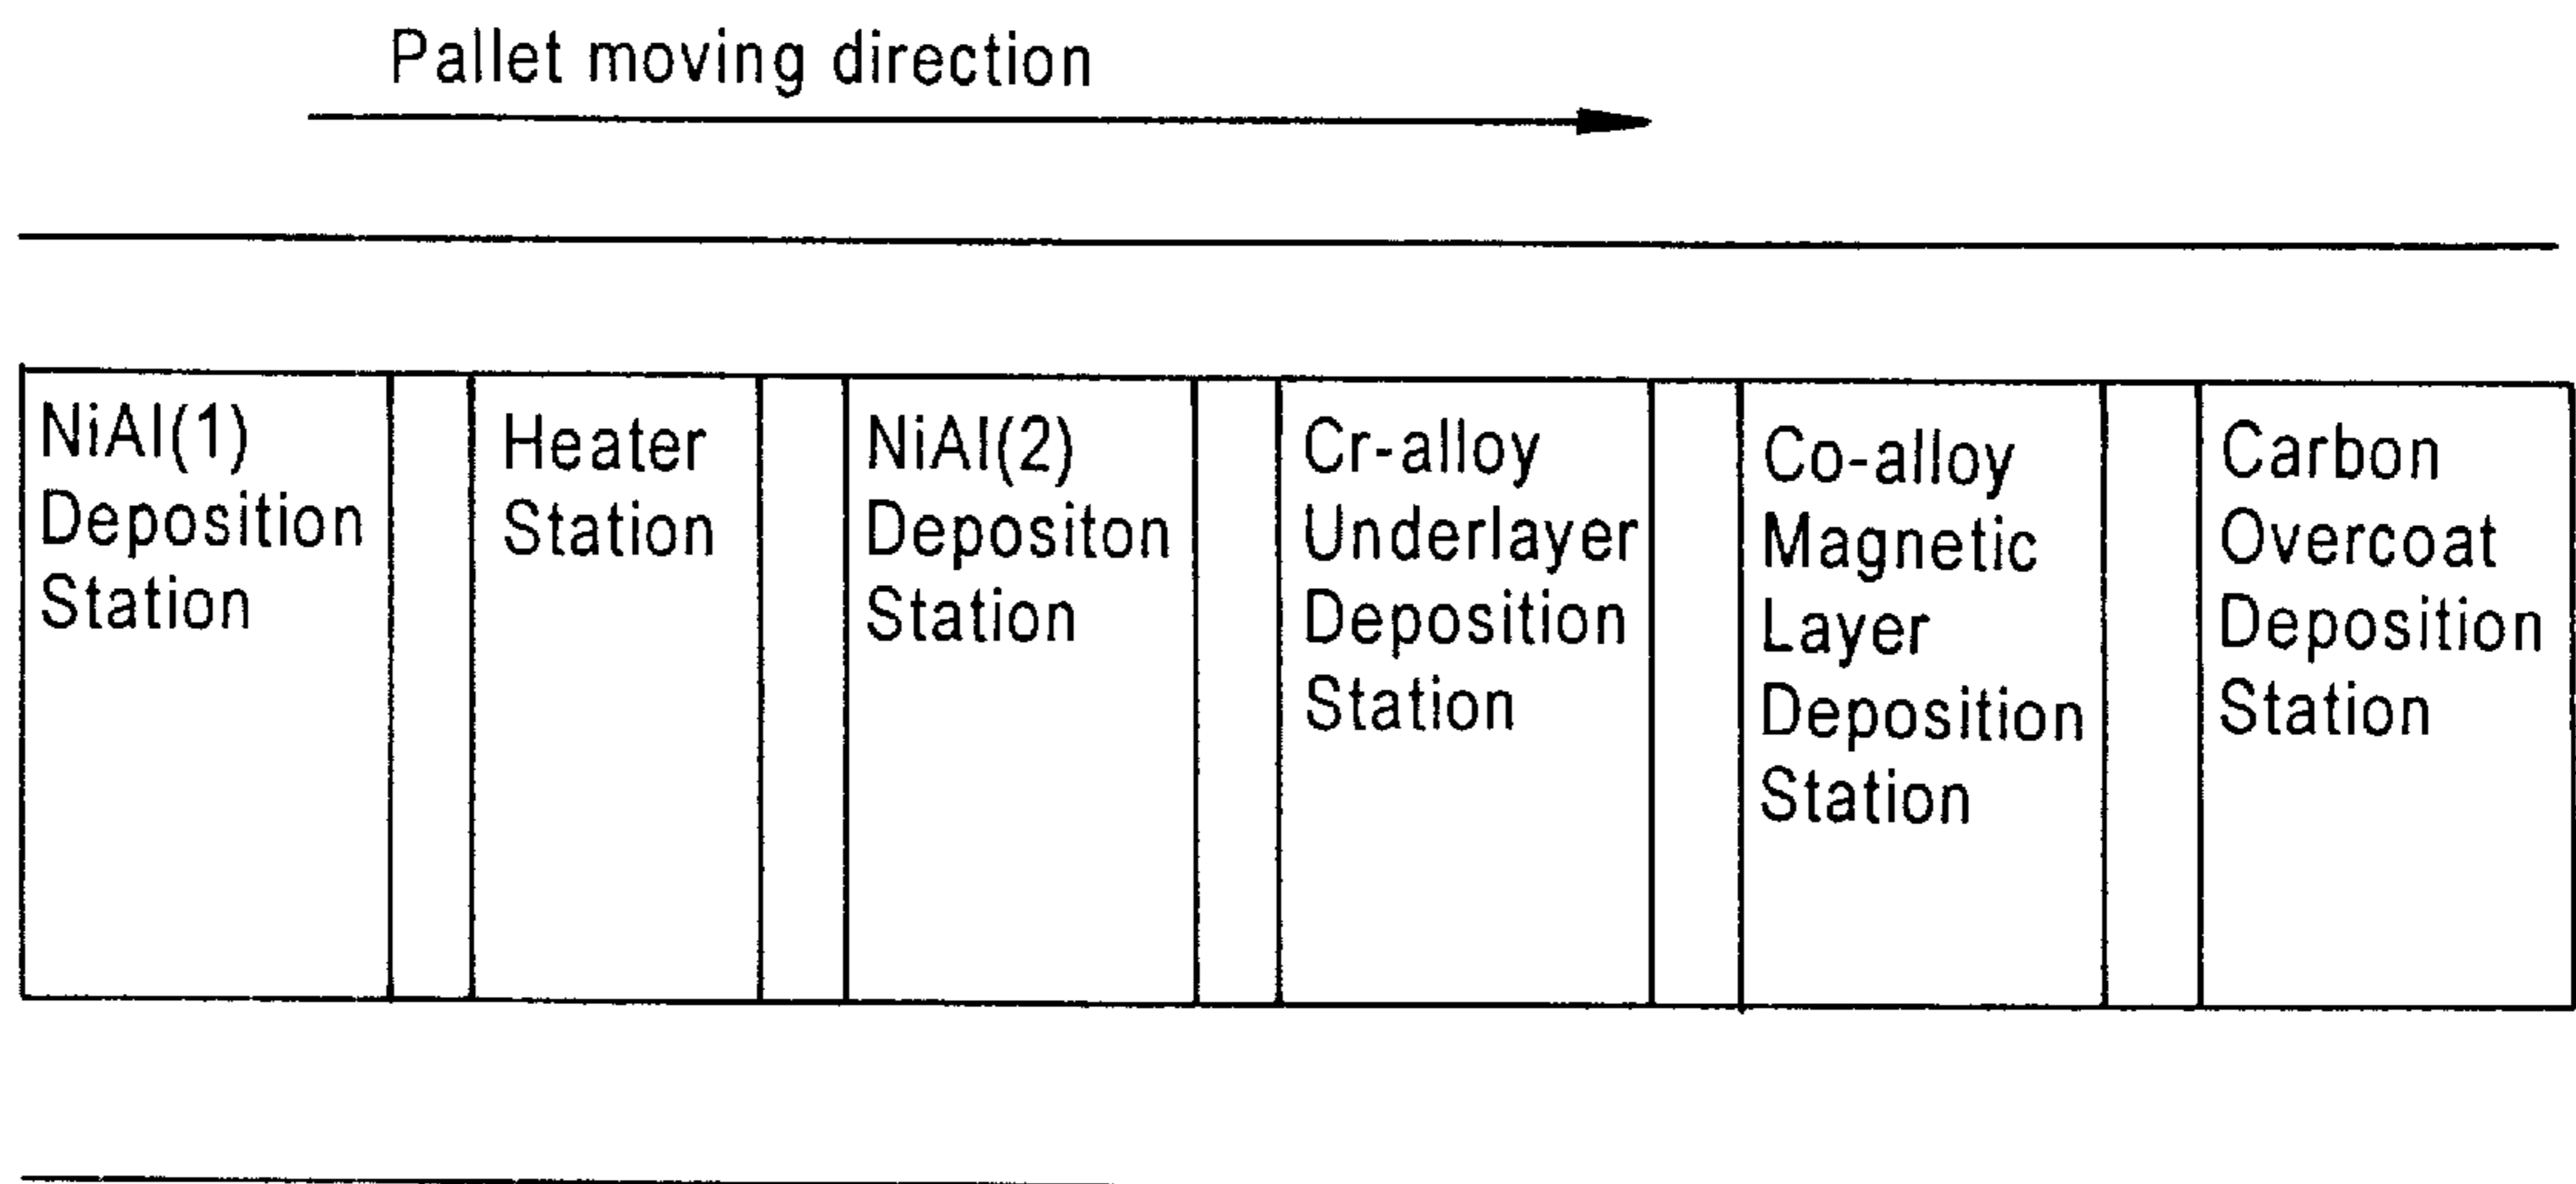 Pallet moving direction
NiAl(1)
Deposition
Station
Heater
Station
NiAl(2)
Depositon
Station
Cr-alloy
Underlayer
Deposition
Station
Co-alloy
Magnetic
Layer
Deposition
Station
Carbon
Overcoat
Deposition
Station